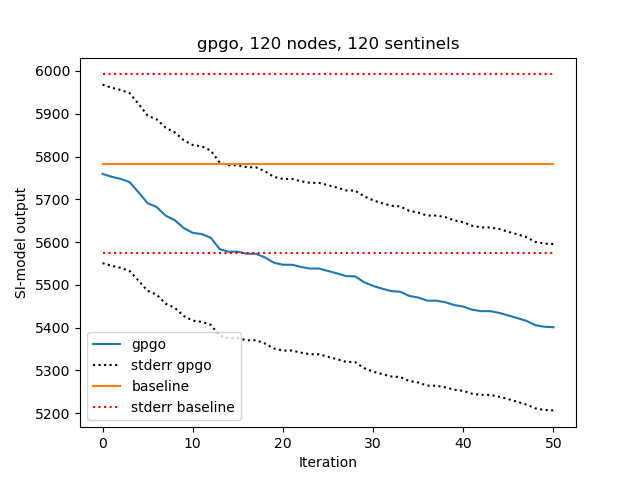 gpgo, 120 nodes, 120 sentinels
SI-model output
6000
5900
5800
5700
5600
5500
5400
5300
5200
gpgo
stderr gpgo
baseline
stderr baseline
0
10
20
30
40
50
Iteration